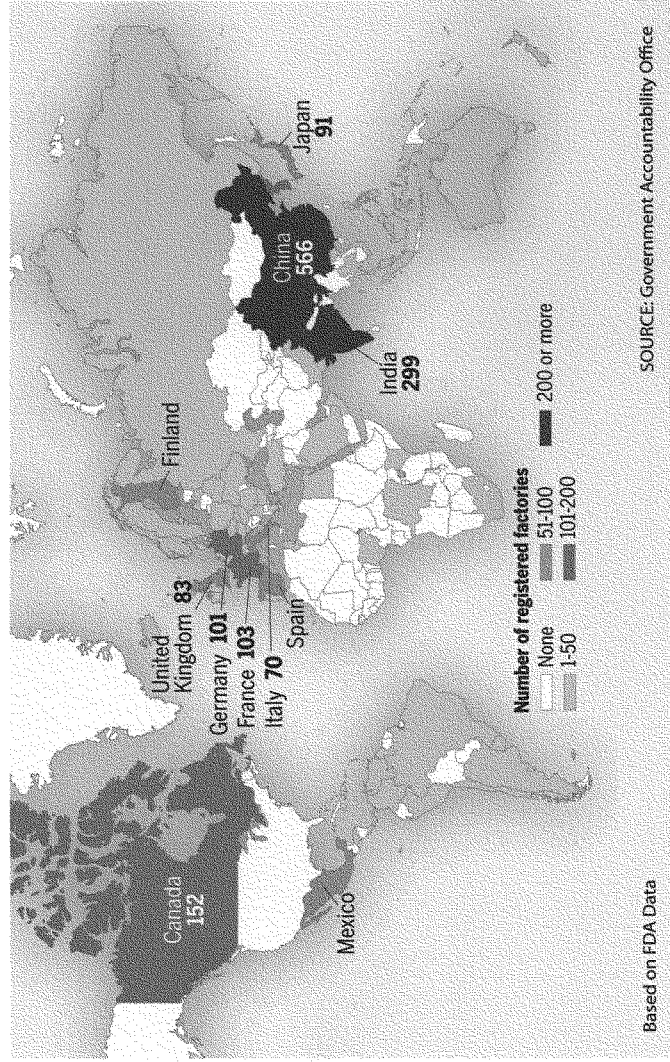 Canada
152
Mexico
United
Kingdom 83
Germany 101
France 103
Italy 70
Spain
Finland
India
299
China
566
Japan
91
Number of registered factories
None
1-50
51-100
101-200
200 or more
Based on FDA Data
SOURCE: Government Accountability Office